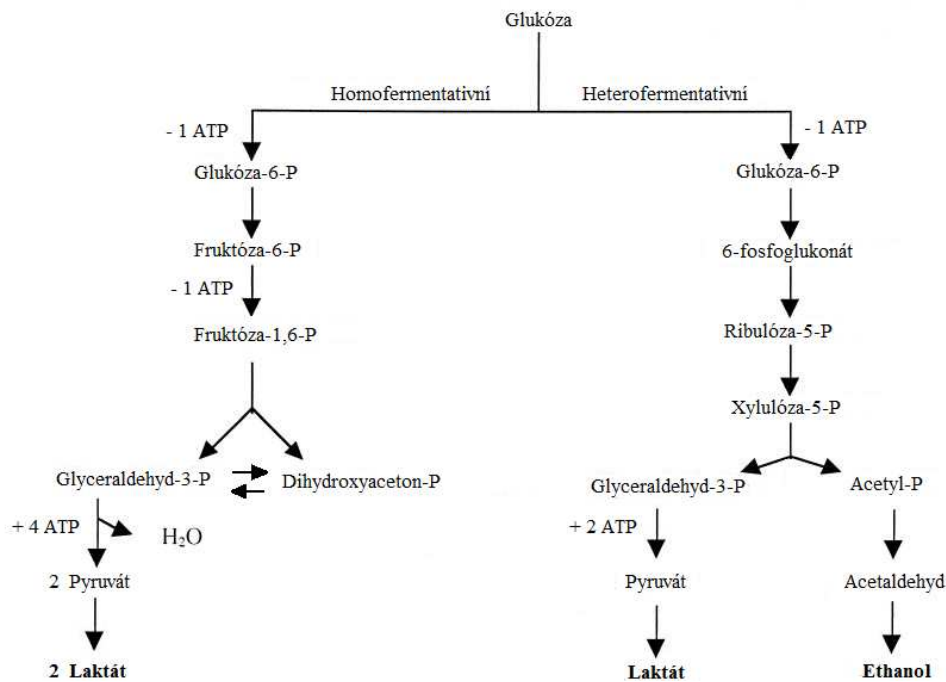 Glukóza
Homofermentativní
Heterofermentativní
- 1 ATP
- 1 ATP
Glukóza-6-P
Glukóza-6-P
Fruktóza-6-P
6-fosfoglukonát
- 1 ATP
Fruktóza-1,6-P
Ribulóza-5-P
Xylulóza-5-P
Glyceraldehyd-3-P
Dihydroxyaceton-P
Glyceraldehyd-3-P
Acetyl-P
+ 4 ATP
H₂O
+ 2 ATP
2 Pyruvát
Pyruvát
Acetaldehyd
2 Laktát
Laktát
Ethanol